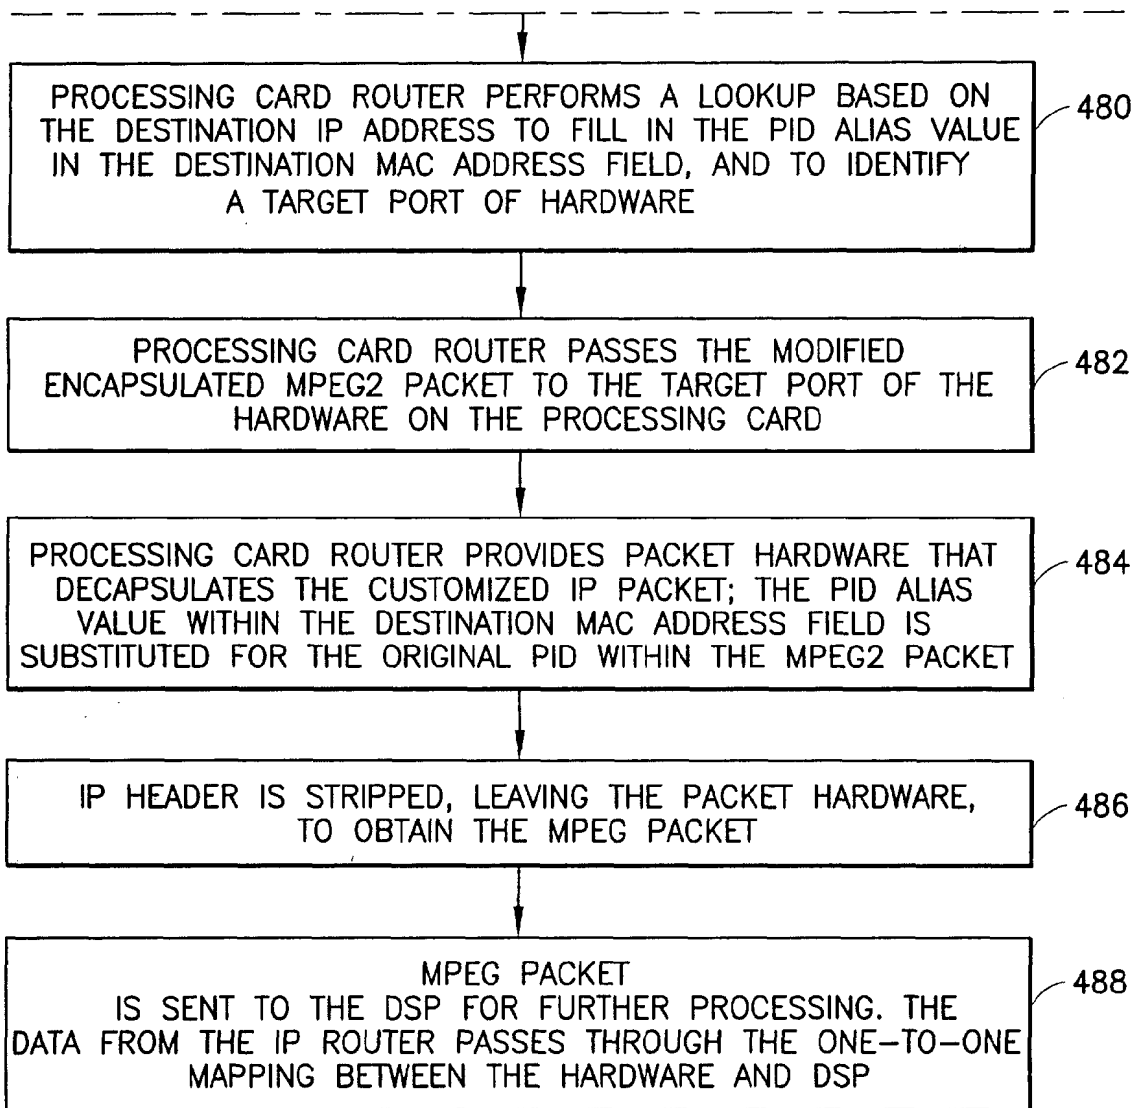 PROCESSING CARD ROUTER PERFORMS A LOOKUP BASED ON
THE DESTINATION IP ADDRESS TO FILL IN THE PID ALIAS VALUE
IN THE DESTINATION MAC ADDRESS FIELD, AND TO IDENTIFY
A TARGET PORT OF HARDWARE
480
PROCESSING CARD ROUTER PASSES THE MODIFIED
ENCAPSULATED MPEG2 PACKET TO THE TARGET PORT OF THE
HARDWARE ON THE PROCESSING CARD
482
PROCESSING CARD ROUTER PROVIDES PACKET HARDWARE THAT
DECAPSULATES THE CUSTOMIZED IP PACKET; THE PID ALIAS
VALUE WITHIN THE DESTINATION MAC ADDRESS FIELD IS
SUBSTITUTED FOR THE ORIGINAL PID WITHIN THE MPEG2 PACKET
484
IP HEADER IS STRIPPED, LEAVING THE PACKET HARDWARE,
TO OBTAIN THE MPEG PACKET
486
MPEG PACKET
IS SENT TO THE DSP FOR FURTHER PROCESSING. THE
DATA FROM THE IP ROUTER PASSES THROUGH THE ONE-TO-ONE
MAPPING BETWEEN THE HARDWARE AND DSP
488